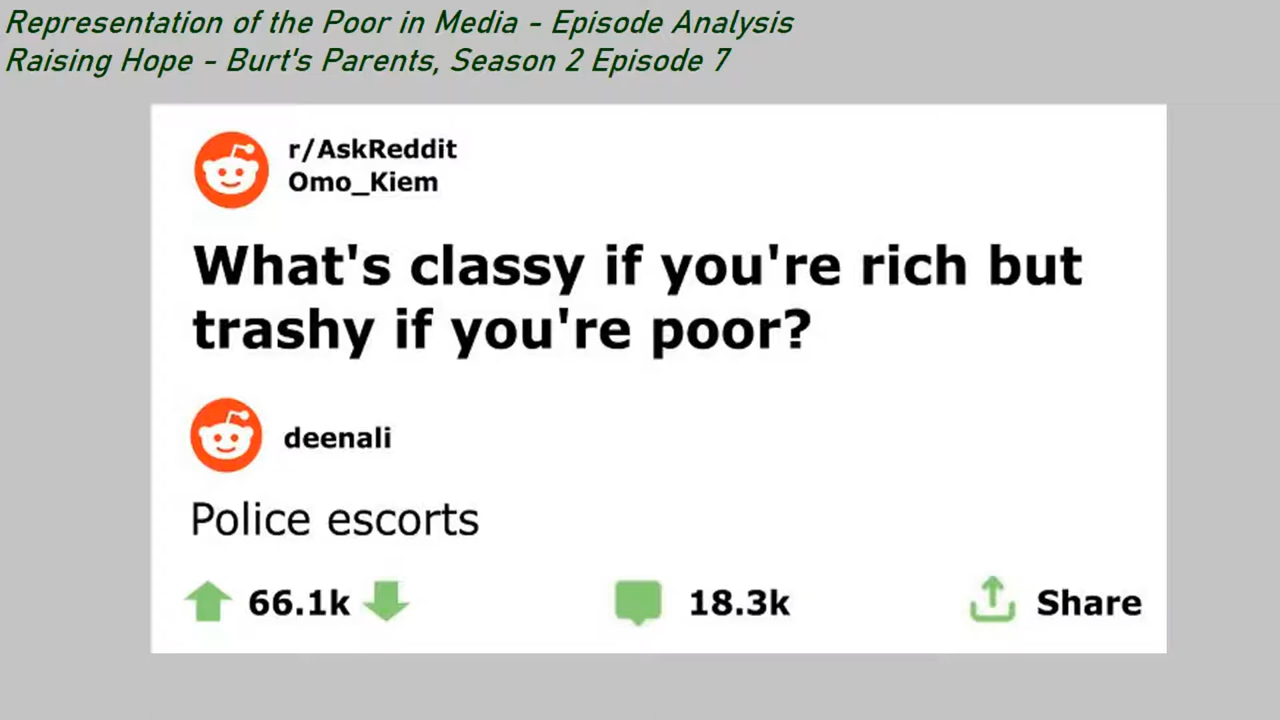 Representation of the Poor in Media - Episode Analysis
Raising Hope - Burt's Parents, Season 2 Episode 7
r/AskReddit
Omo_Kiem
What's classy if you're rich but
trashy if you're poor?
deenali
Police escorts
66.1k 18.3k Share